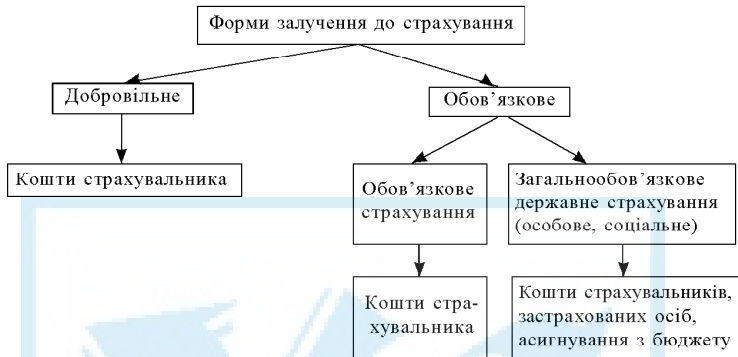 Форми залучення до страхування
Добровільне
Обов’язкове
Кошти страхувальника
Обов’язкове
страхування
Загальнообов’язкове
державне страхування
(особове, соціальне)
Кошти стра-
хувальника
Кошти страхувальників,
застрахованих осіб,
асигнування з бюджету